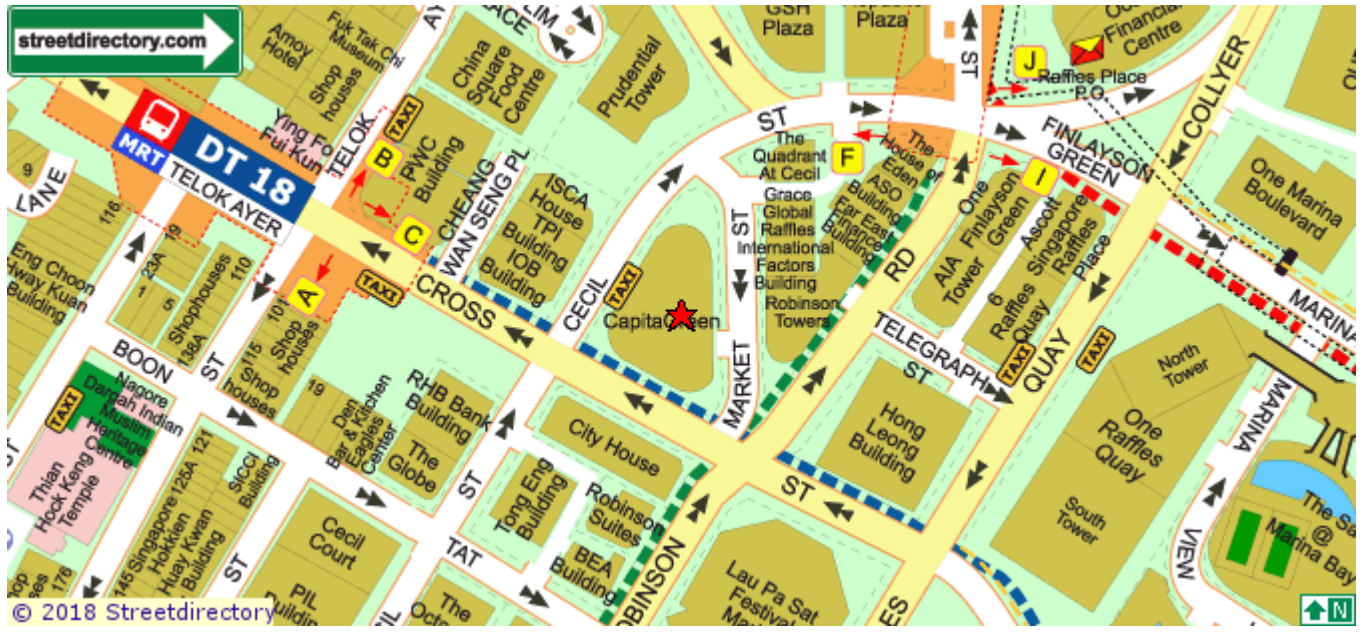 streetdirectory.com
Amoy
Hotel
Fuk Tak Chi
Museum
Shop
houses
AY
PLACE
China
Square
Food
Centre
Prudential
Tower
GSH
Plaza
Plaza
ST
Financial
Centre
J
Raffles Place
P.O
COLLYER
QUAY
One Marina
Boulevard
FINLAYSON
GREEN
MARINA
9
LANE
116
MRT
DT 18
TELOK AYER
Ying Fo
Fui Kun
TELOK
TAXI
B
PWC
Building
C
CHEANG
WAN SENG PL
ISCA
House
TPI
Building
IOB
Building
CECIL
ST
TAXI
CapitaGreen
The
Quadrant
At Cecil
F
The
House of
Eden
ASO
Building
Far East
Finance
Building
Grace
Global
Raffles
International
Factors
Building
Robinson
Towers
MARKET
ST
RD
One
Finlayson
Green
I
Ascott
Singapore
Raffles
Place
AIA
Tower
6
Raffles
Quay
TELEGRAPH
ST
TAXI
TAXI
Eng Choon
Hway Kuan
Building
19
23A
1
5
110
Shophouses
138A
A
TAXI
CROSS
ST
10
Shop
houses
115
Shop
houses
19
BOON
TAT
ST
Nagore
Dargah Indian
Muslim
Heritage
Centre
TAXI
Thian
Hock Keng
Temple
ST
121
125A
Singapore
Hokkien
Huay Kwan
Building
145
SICCI
Building
ST
176
Den
Bar & Kitchen
Eagles
Center
RHB Bank
Building
The
Globe
ST
City House
Tong Eng
Building
Robinson
Suites
BEA
Building
Cecil
Court
PIL
Building
The
Lau Pa Sat
Festival
Hong
Leong
Building
North
Tower
One
Raffles
Quay
South
Tower
MARINA
VIEW
The Sa
@
Marina Bay
N
© 2018 Streetdirectory